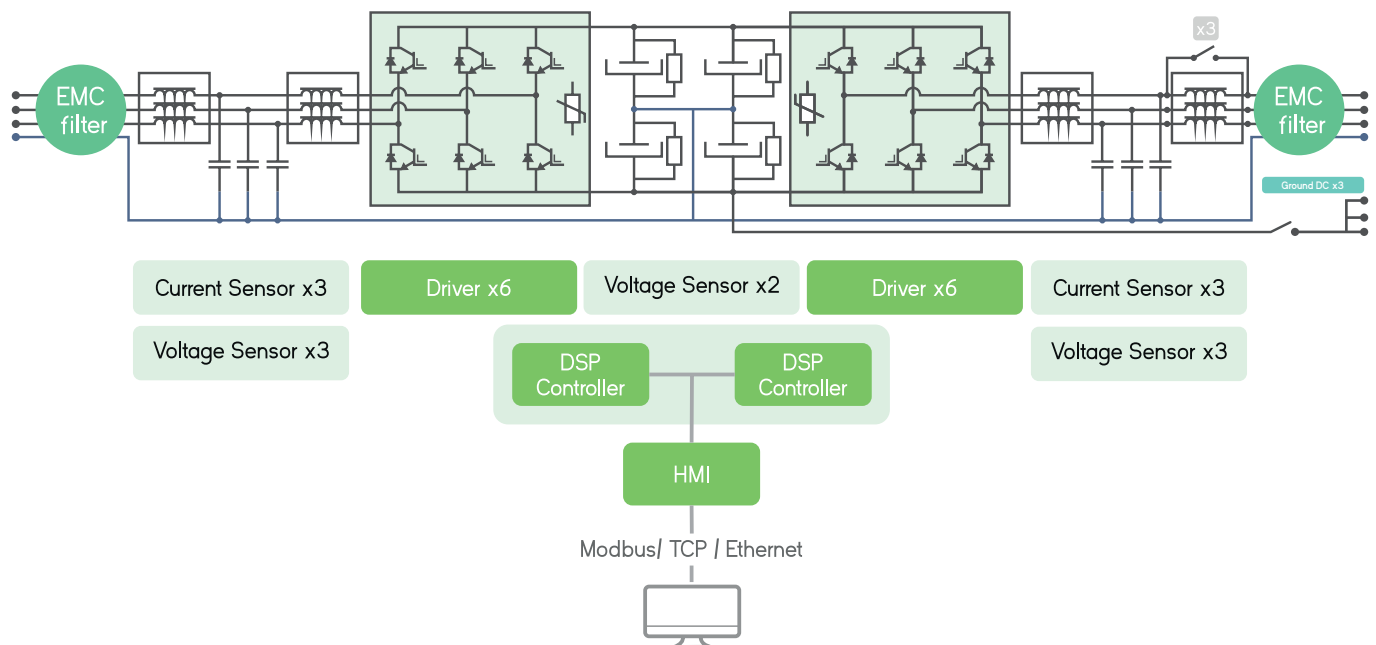 x3
EMC
filter
EMC
filter
Ground DC x3
Current Sensor x3
Driver x6
Voltage Sensor x2
Driver x6
Current Sensor x3
Voltage Sensor x3
Voltage Sensor x3
DSP
Controller
DSP
Controller
HMI
Modbus/ TCP / Ethernet